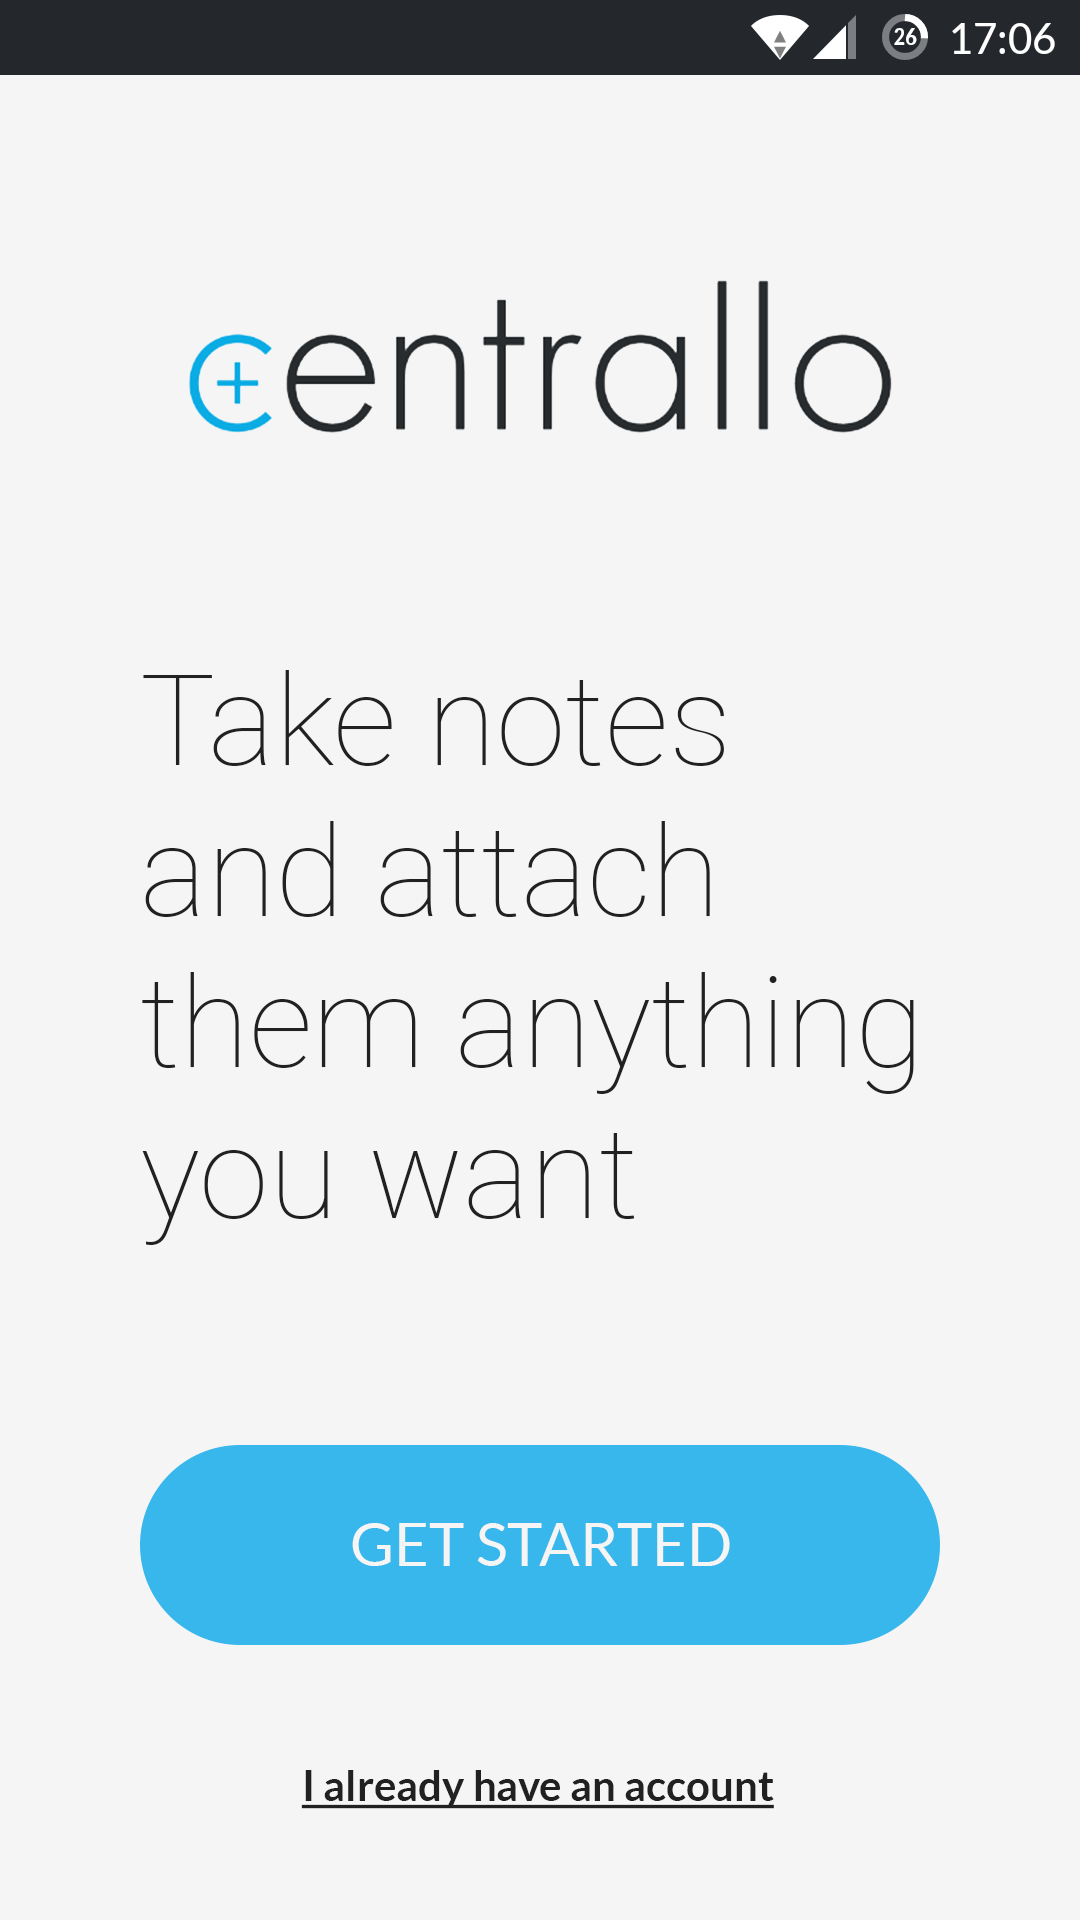 26 17:06
centrallo
Take notes
and attach
them anything
you want
GET STARTED
I already have an account